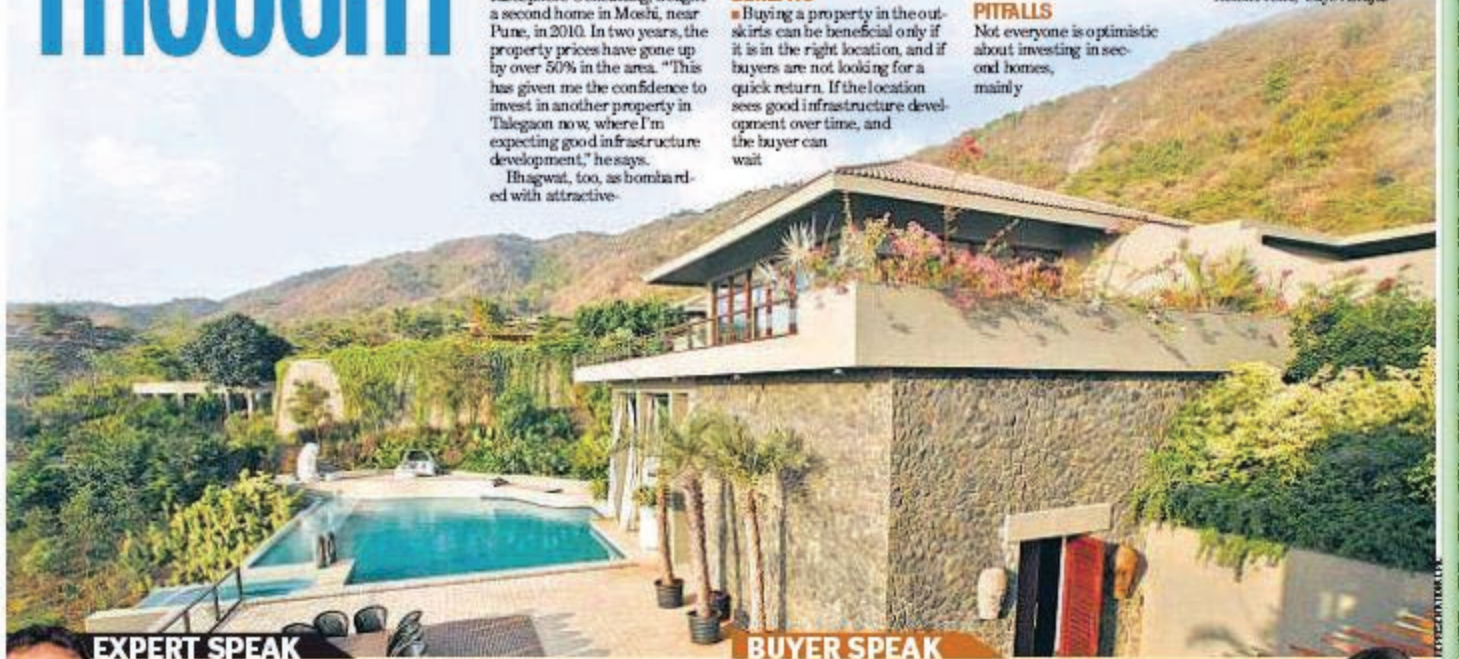 a second home in Moshi, near
Pune, in 2010. In two years, the
property prices have gone up
by over 50% in the area. "This
has given me the confidence to
invest in another property in
Talegaon now, where I'm
expecting good infrastructure
development," he says.
Bhagwat, too, as bombard-
ed with attractive-
■ Buying a property in the out-
skirts can be beneficial only if
it is in the right location, and if
buyers are not looking for a
quick return. If the location
sees good infrastructure devel-
opment over time, and
the buyer can
wait
PITFALLS
Not everyone is optimistic
about investing in sec-
ond homes,
mainly
EXPERT SPEAK
BUYER SPEAK